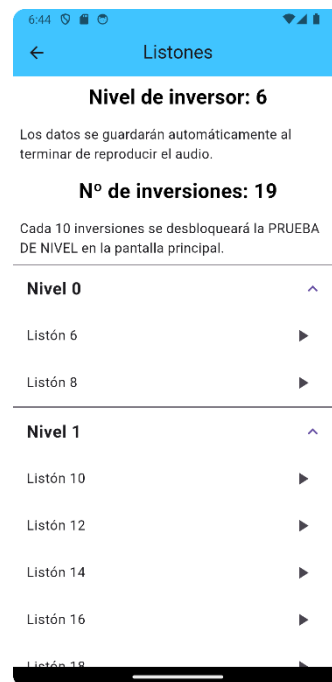 6:44
Listones
Nivel de inversor: 6
Los datos se guardarán automáticamente al
terminar de reproducir el audio.
Nº de inversiones: 19
Cada 10 inversiones se desbloqueará la PRUEBA
DE NIVEL en la pantalla principal.
Nivel 0
Listón 6
Listón 8
Nivel 1
Listón 10
Listón 12
Listón 14
Listón 16
Listón 18